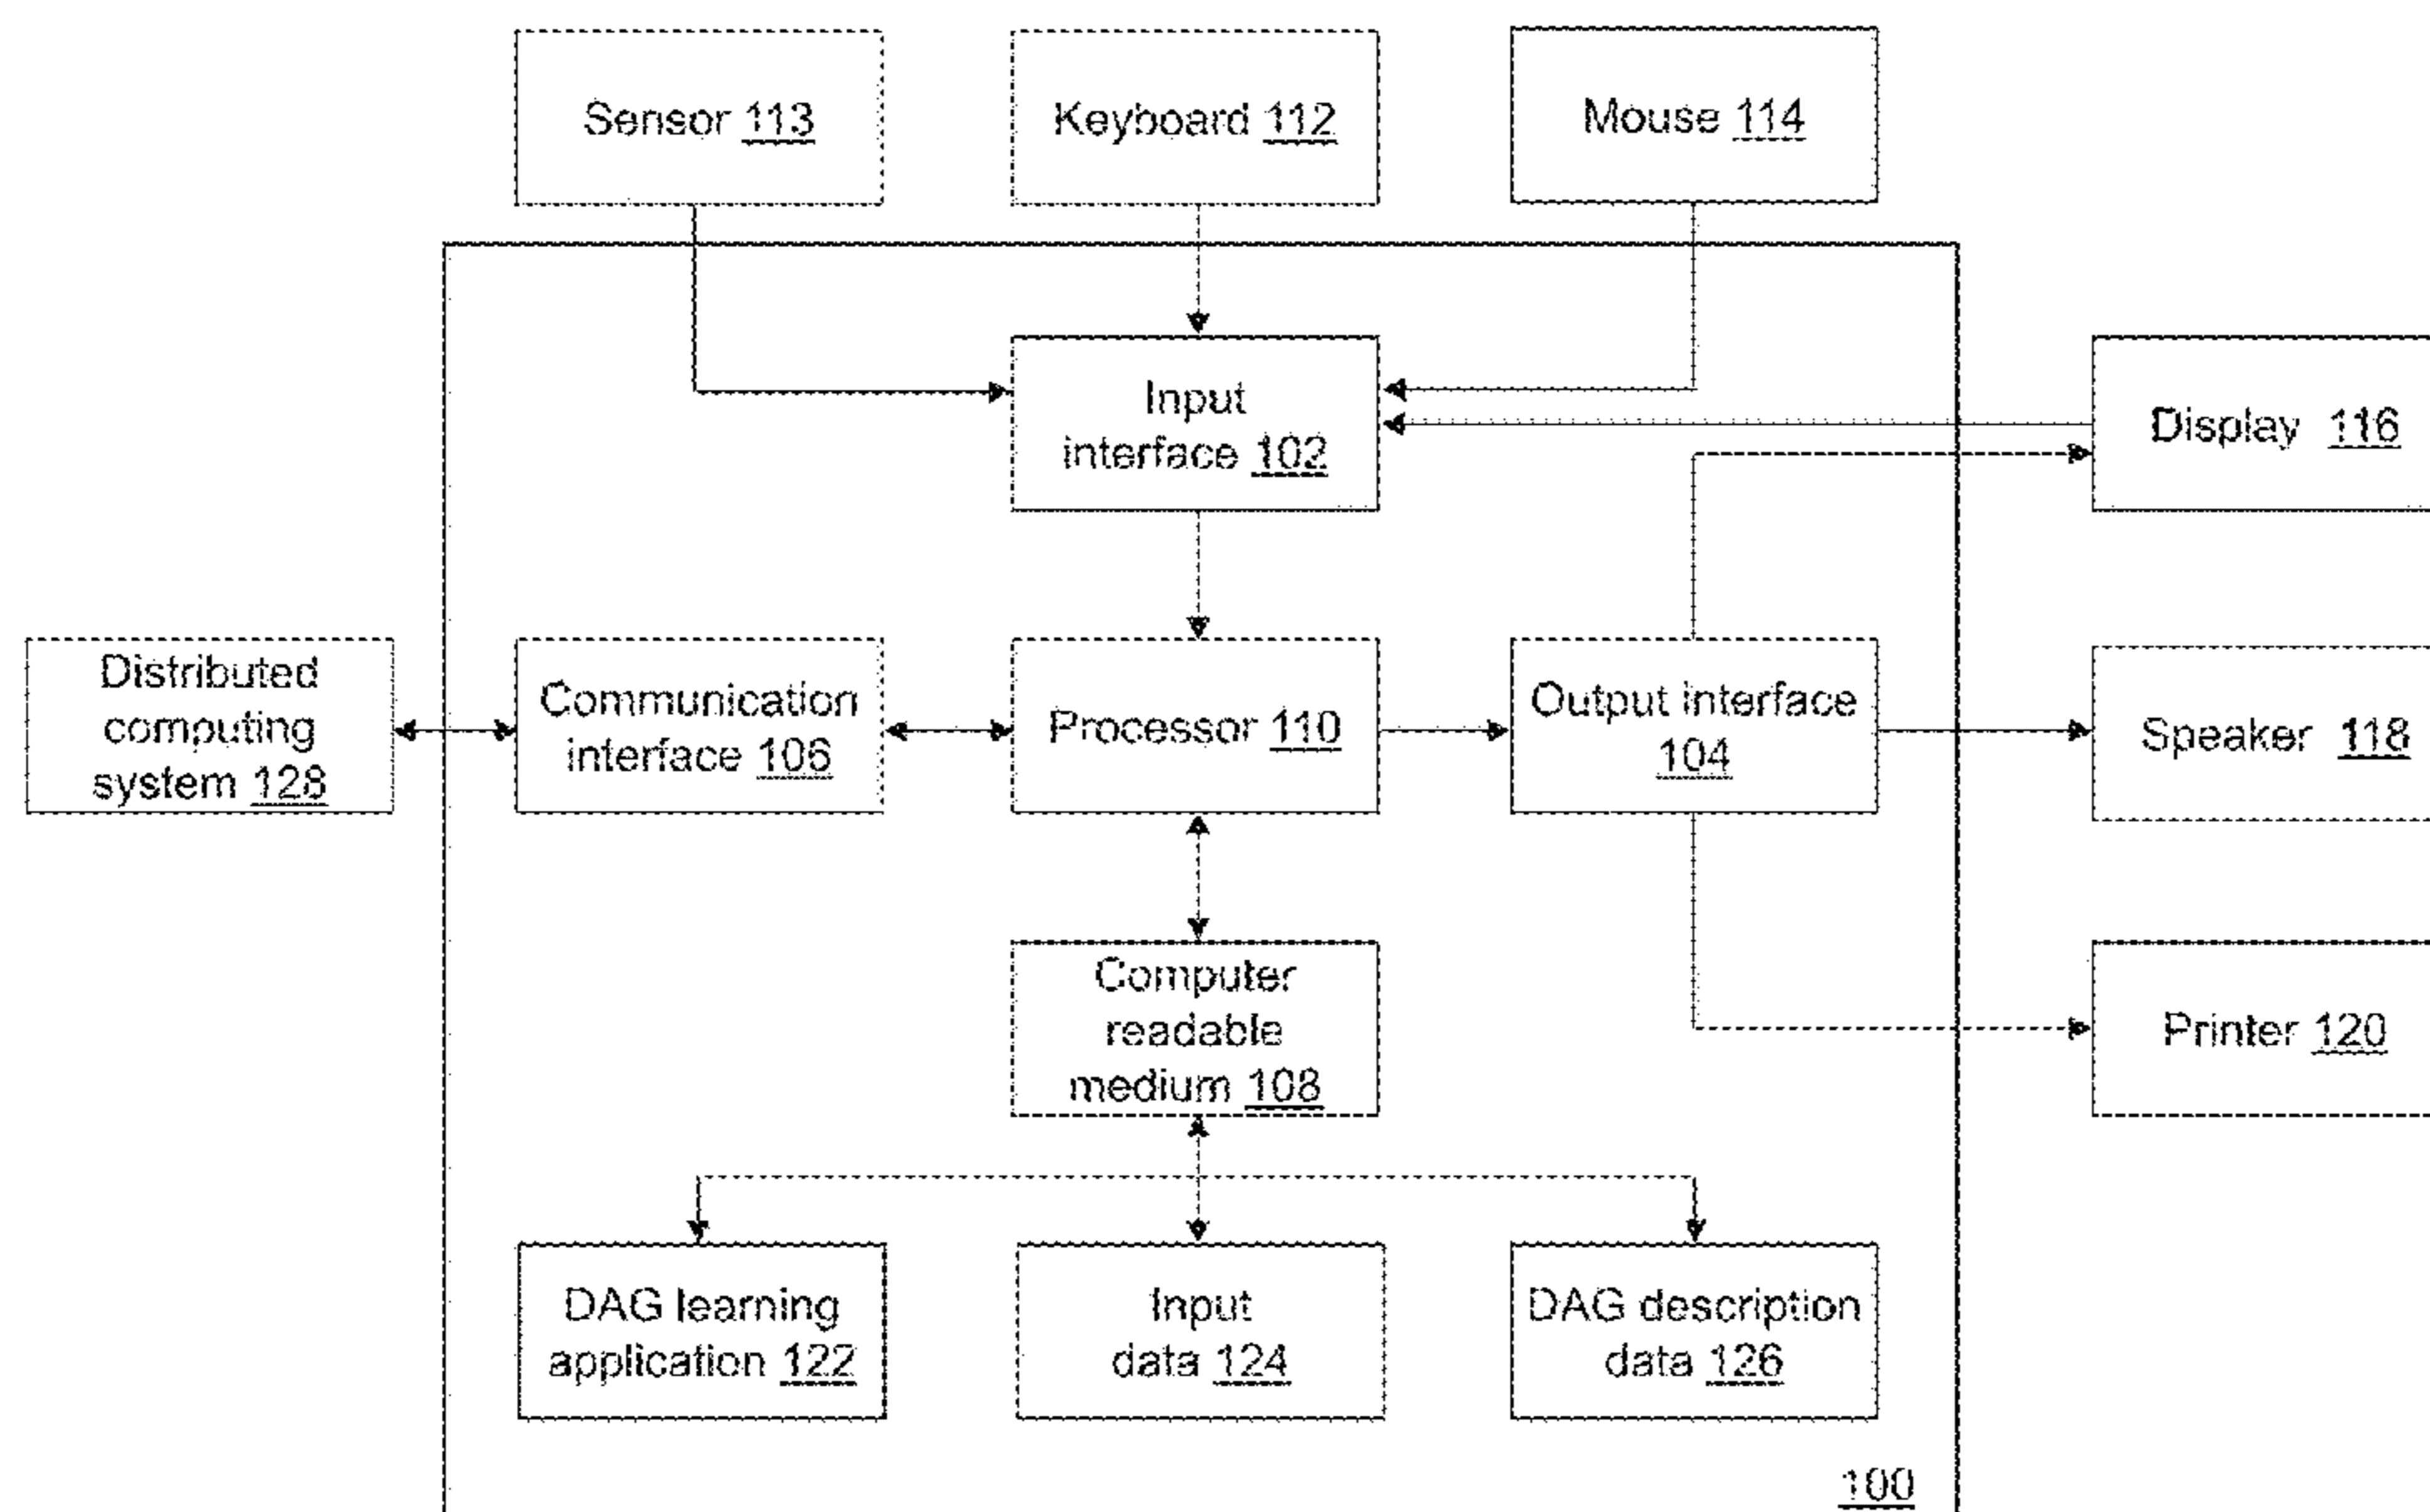 Sensor 113
Keyboard 112
Mouse 114
Input
interface 102
Display 116
Distributed
computing
system 128
Communication
interface 106
Processor 110
Output interface
104
Speaker 118
Computer
readable
medium 108
Printer 120
DAG learning
application 122
Input
data 124
DAG description
data 126
100